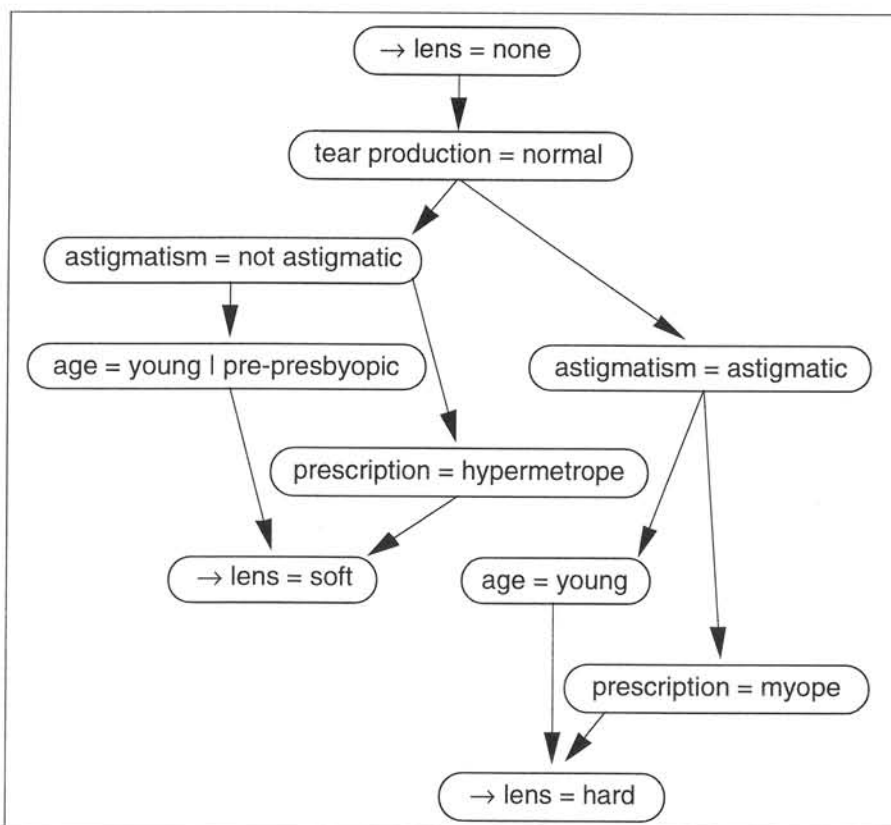 → lens = none
tear production = normal
astigmatism = not astigmatic
age = young | pre-presbyopic
astigmatism = astigmatic
prescription = hypermetrope
→ lens = soft
age = young
prescription = myope
→ lens = hard